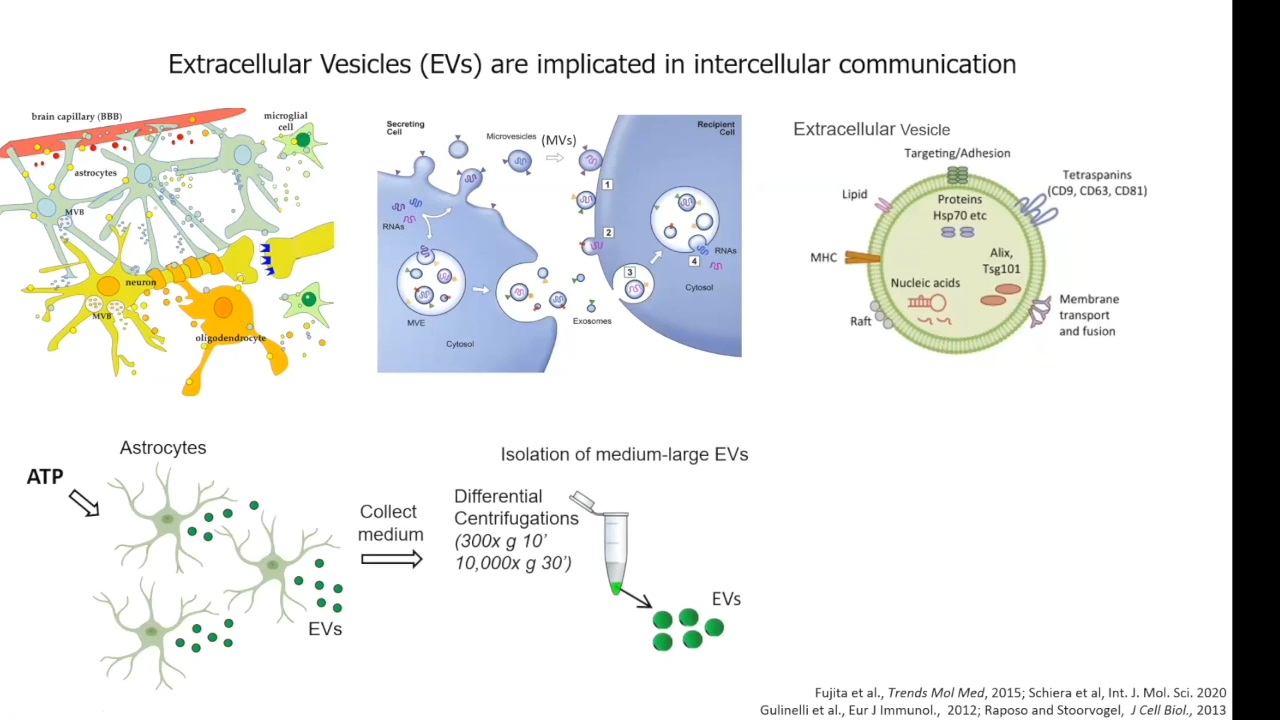 Extracellular Vesicles (EVs) are implicated in intercellular communication
brain capillary (BBB)
microglial
cell
astrocytes
MVB
neuron
MVB
oligodendrocyte
Secreting
Cell
Microvesicles (MVs)
Recipient
Cell
1
RNAs
2
RNAs
3
4
Cytosol
MVE
Exosomes
Cytosol
Extracellular Vesicle
Targeting/Adhesion
Tetraspanins
(CD9, CD63, CD81)
Lipid
Proteins
Hsp70 etc
MHC
Alix,
Tsg101
Nucleic acids
Raft
Membrane
transport
and fusion
Astrocytes
ATP
EVs
Collect
medium
Isolation of medium-large EVs
Differential
Centrifugations
(300x g 10’
10,000x g 30’)
EVs
Fujita et al., Trends Mol Med, 2015; Schiera et al, Int. J. Mol. Sci. 2020
Gulinelli et al., Eur J Immunol., 2012; Raposo and Stoorvogel, J Cell Biol., 2013